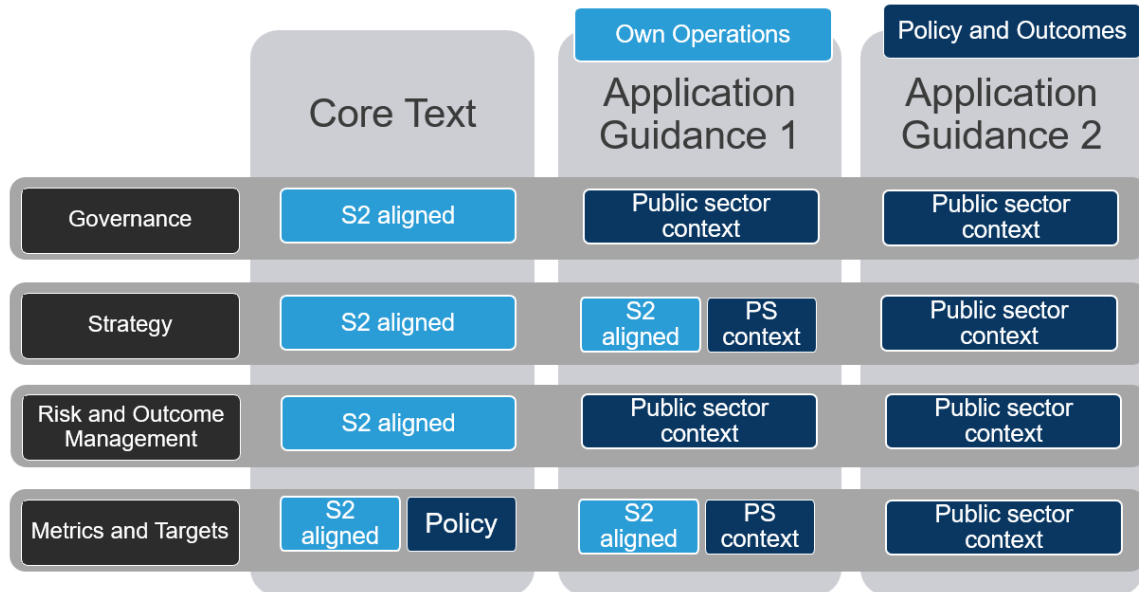 Own Operations
Policy and Outcomes
Core Text
Application
Guidance 1
Application
Guidance 2
Governance
S2 aligned
Public sector
context
Public sector
context
Strategy
S2 aligned
S2
aligned
PS
context
Public sector
context
Risk and Outcome
Management
S2 aligned
Public sector
context
Public sector
context
Metrics and Targets
S2
aligned
Policy
S2
aligned
PS
context
Public sector
context